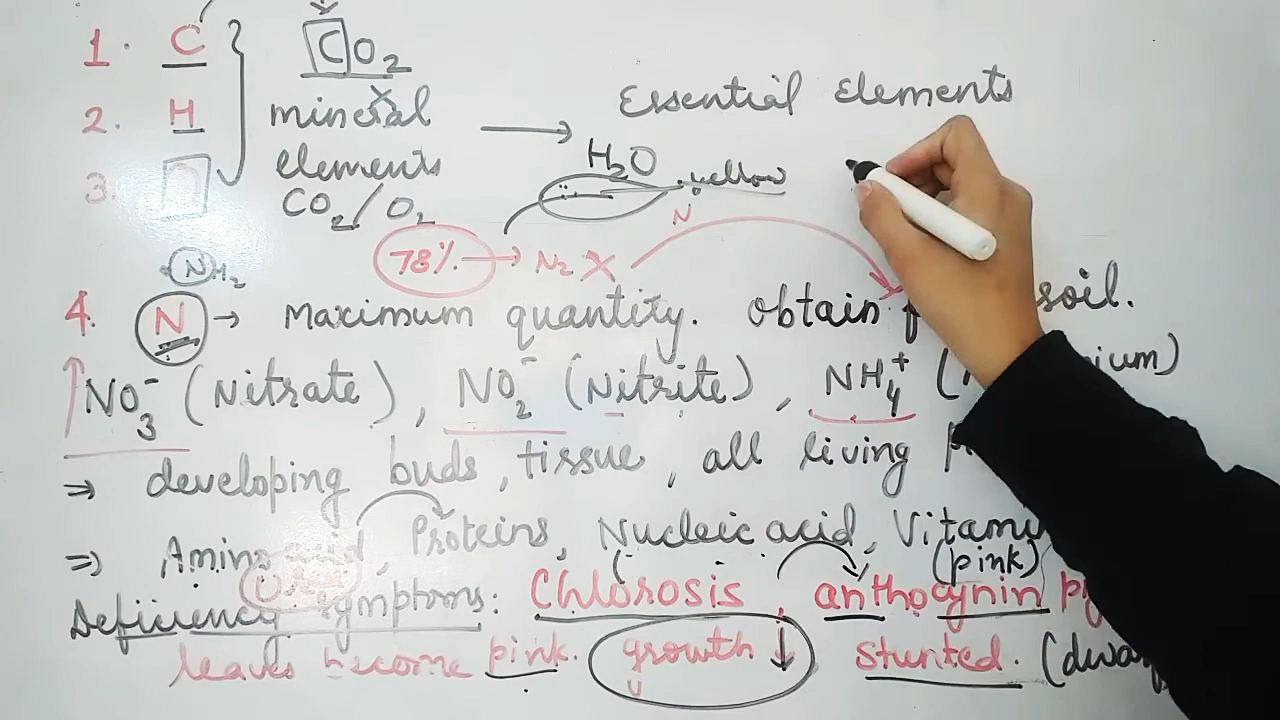 1. C CO2
2. H mineral → Essential Elements
3. elements H2O yellow
CO2/O2 N
78% → N2 X
NH2
4. N → Maximum quantity. Obtain soil.
NO3- (Nitrate), NO2- (Nitrite), NH4+ (
⇒ developing buds, tissue, all living
⇒ Amino acid, Proteins, Nucleic acid,
(pink)
Deficiency symptoms: Chlorosis, anthocynin
leaves become pink. growth ↓ Stunted.